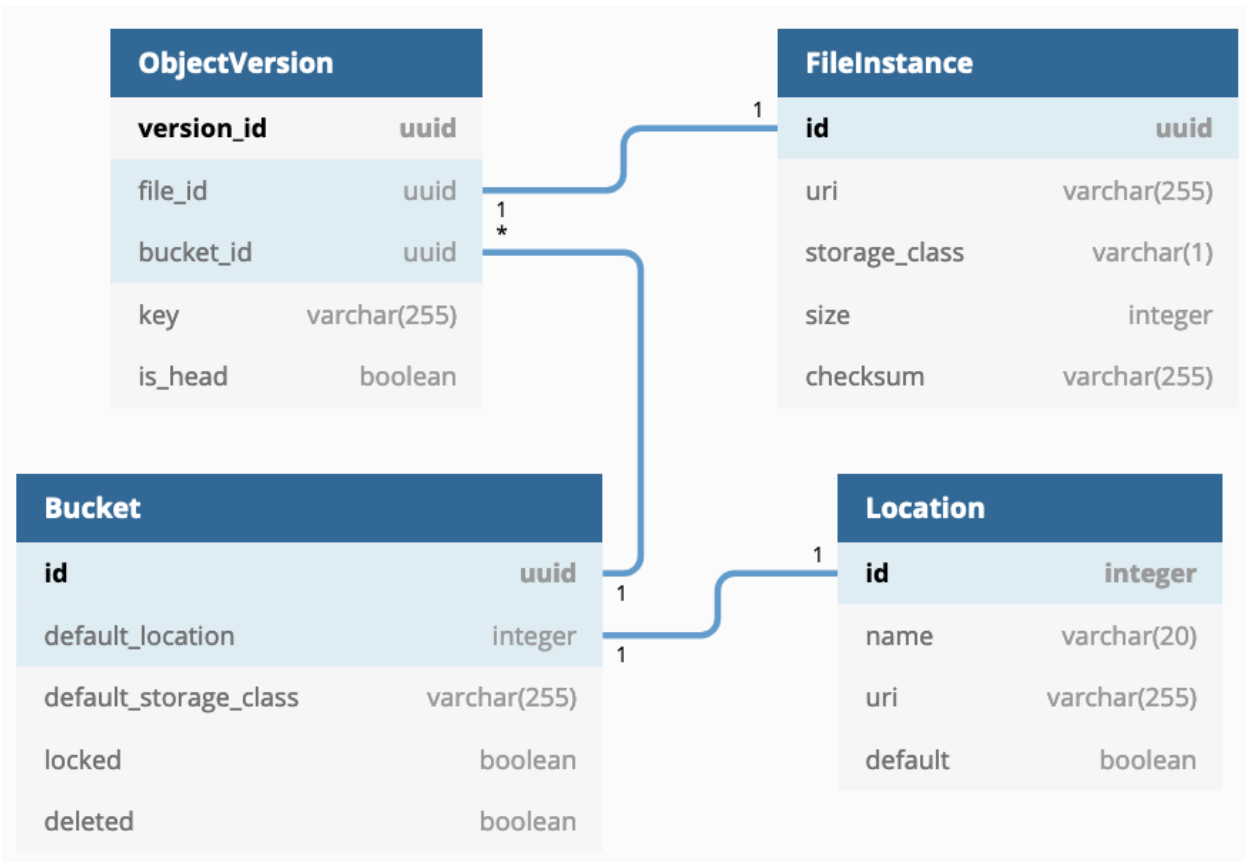 ObjectVersion
version_id uuid
file_id uuid
1
bucket_id uuid
*
key varchar(255)
is_head boolean
FileInstance
1
id uuid
uri varchar(255)
storage_class varchar(1)
size integer
checksum varchar(255)
Bucket
id uuid
1
default_location integer
1
default_storage_class varchar(255)
locked boolean
deleted boolean
Location
1
id integer
name varchar(20)
uri varchar(255)
default boolean